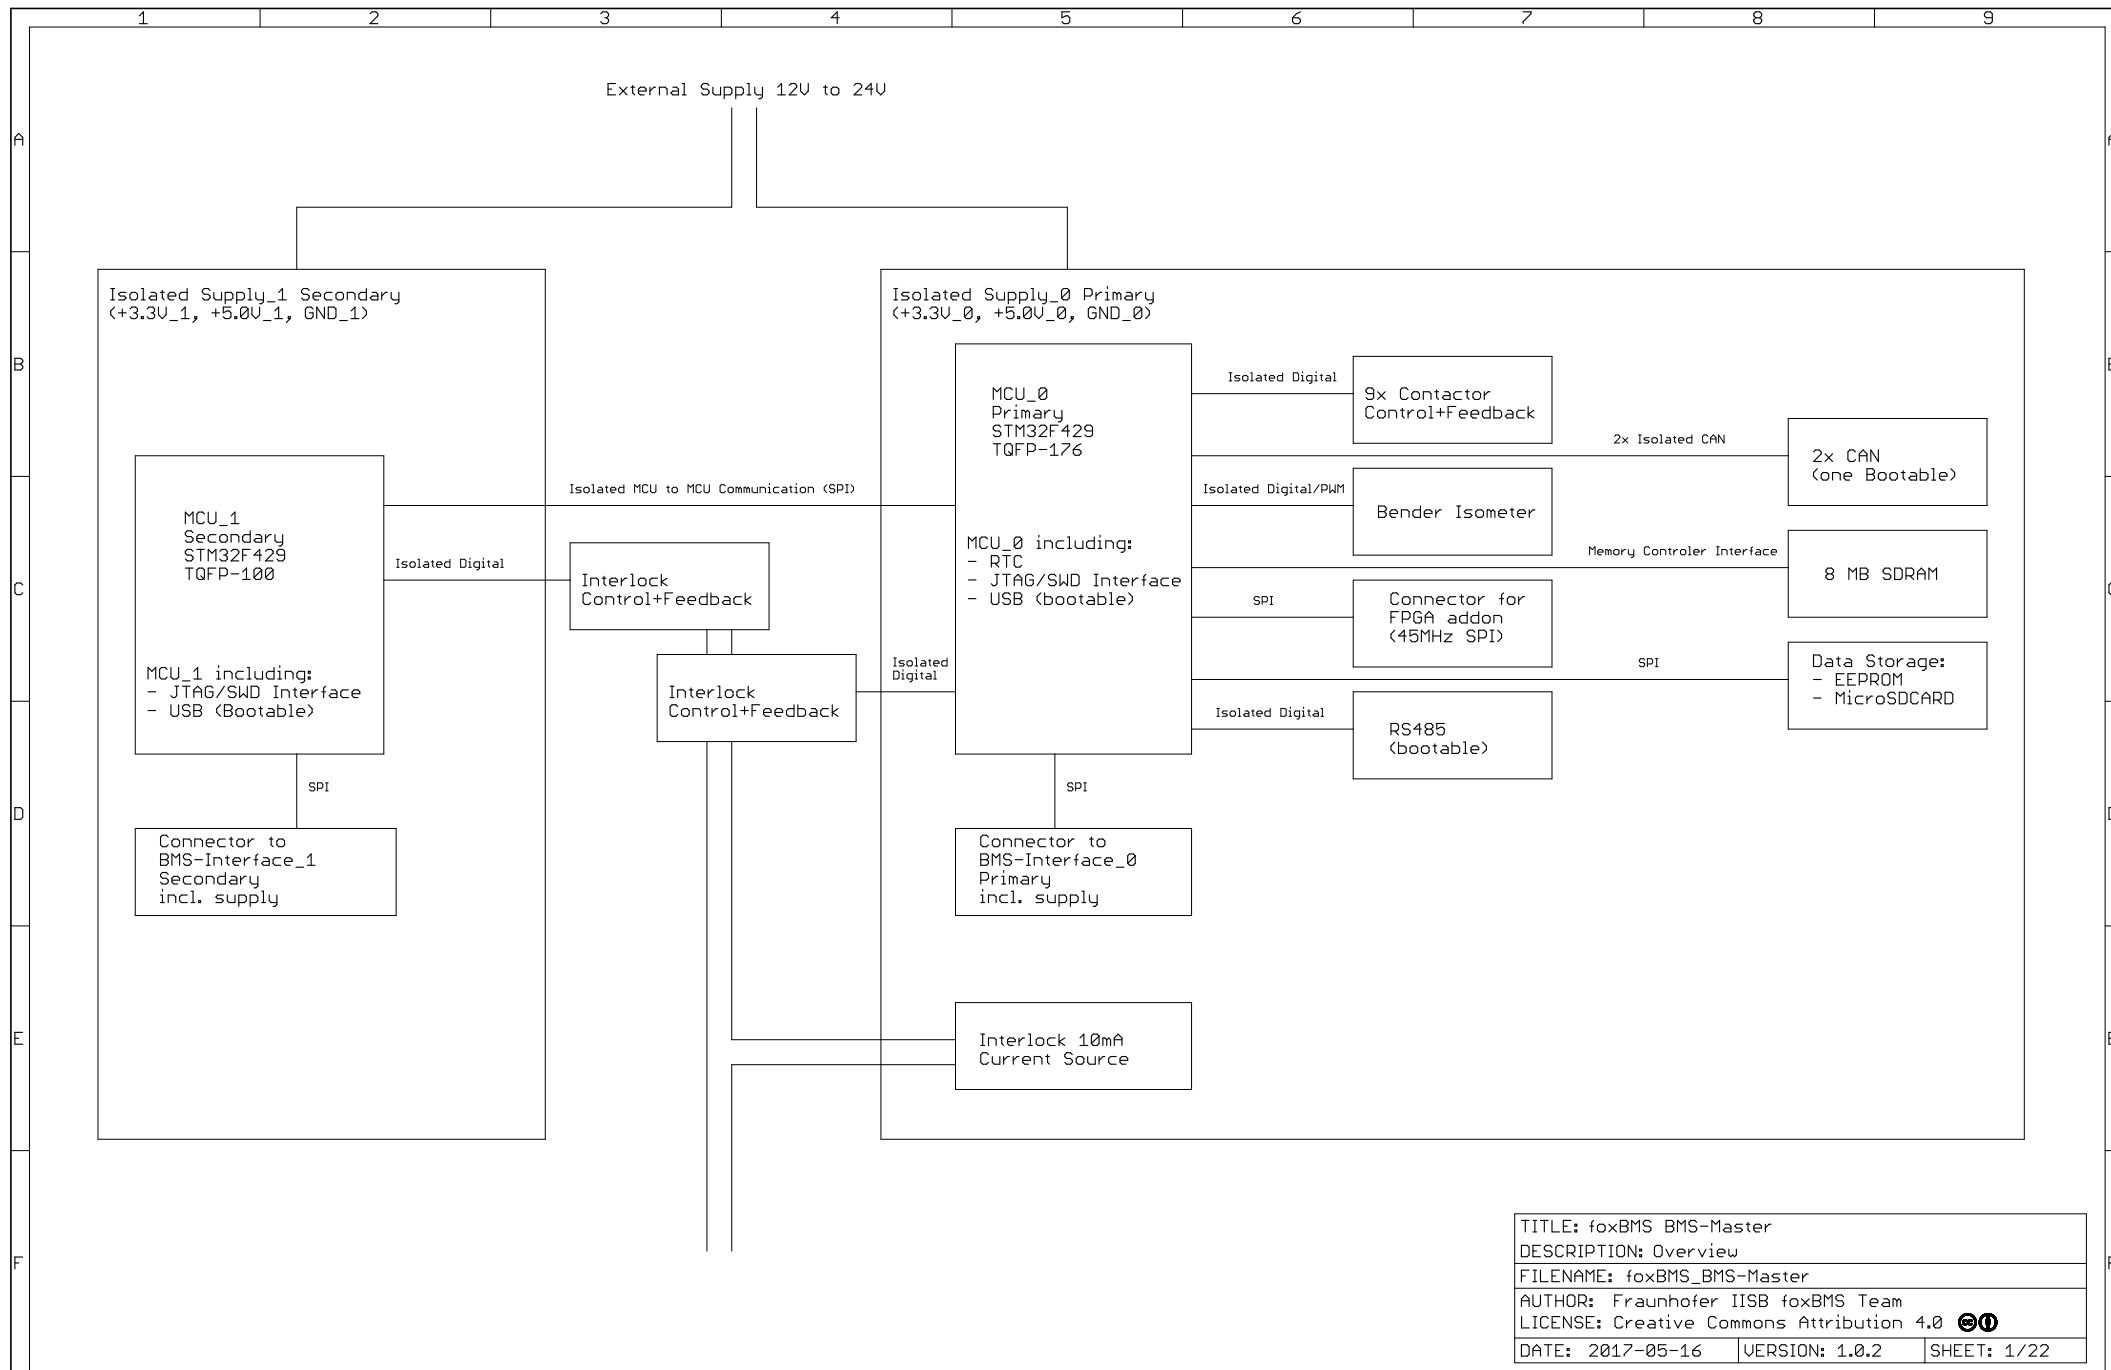 1 2 3 4 5 6 7 8 9
External Supply 12V to 24V
A
Isolated Supply_1 Secondary
(+3.3V_1, +5.0V_1, GND_1)
Isolated Supply_0 Primary
(+3.3V_0, +5.0V_0, GND_0)
B
MCU_0
Primary
STM32F429
TQFP-176
MCU_0 including:
- RTC
- JTAG/SWD Interface
- USB (bootable)
Isolated Digital
9x Contactor
Control+Feedback
2x Isolated CAN
2x CAN
(one Bootable)
Isolated Digital/PWM
Bender Isometer
Memory Controler Interface
8 MB SDRAM
SPI
Connector for
FPGA addon
(45MHz SPI)
SPI
Data Storage:
- EEPROM
- MicroSDCARD
Isolated Digital
RS485
(bootable)
Isolated MCU to MCU Communication (SPI)
MCU_1
Secondary
STM32F429
TQFP-100
MCU_1 including:
- JTAG/SWD Interface
- USB (Bootable)
Isolated Digital
C
Interlock
Control+Feedback
Interlock
Control+Feedback
Isolated
Digital
SPI
SPI
D
Connector to
BMS-Interface_1
Secondary
incl. supply
Connector to
BMS-Interface_0
Primary
incl. supply
E
Interlock 10mA
Current Source
F
TITLE: foxBMS BMS-Master
DESCRIPTION: Overview
FILENAME: foxBMS_BMS-Master
AUTHOR: Fraunhofer IISB foxBMS Team
LICENSE: Creative Commons Attribution 4.0
DATE: 2017-05-16 VERSION: 1.0.2 SHEET: 1/22